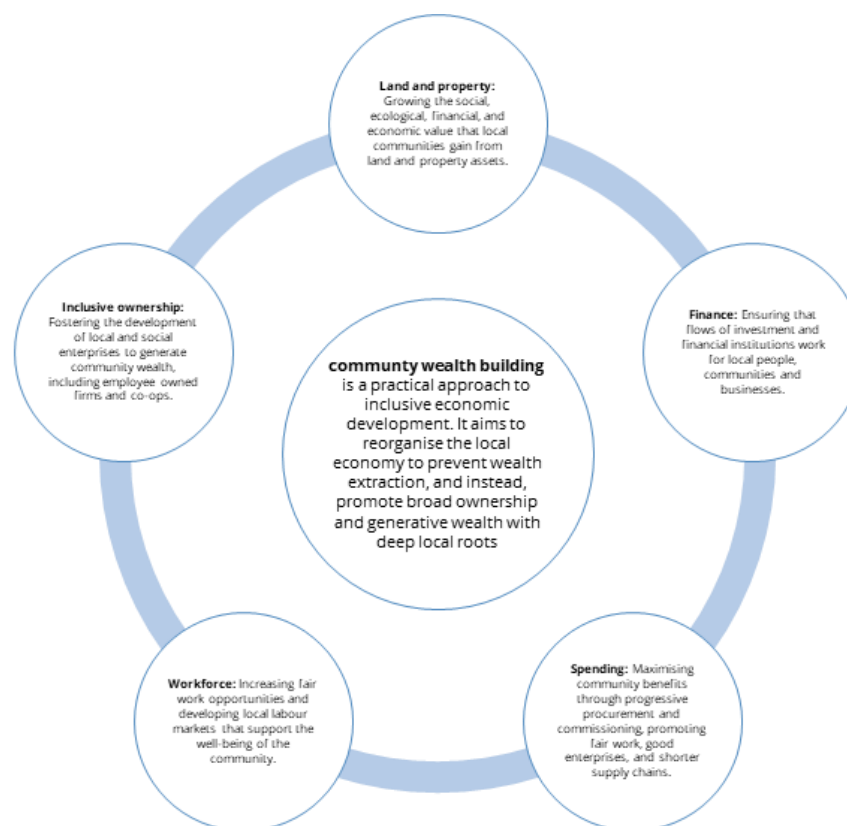 Land and property:
Growing the social,
ecological, financial, and
economic value that local
communities gain from
land and property assets.
Inclusive ownership:
Fostering the development
of local and social
enterprises to generate
community wealth,
including employee owned
firms and co-ops.
Finance: Ensuring that
flows of investment and
financial institutions work
for local people,
communities and
businesses.
communty wealth building
is a practical approach to
inclusive economic
development. It aims to
reorganise the local
economy to prevent wealth
extraction, and instead,
promote broad ownership
and generative wealth with
deep local roots
Workforce: Increasing fair
work opportunities and
developing local labour
markets that support the
well-being of the
community.
Spending: Maximising
community benefits
through progressive
procurement and
commissioning, promoting
fair work, good
enterprises, and shorter
supply chains.